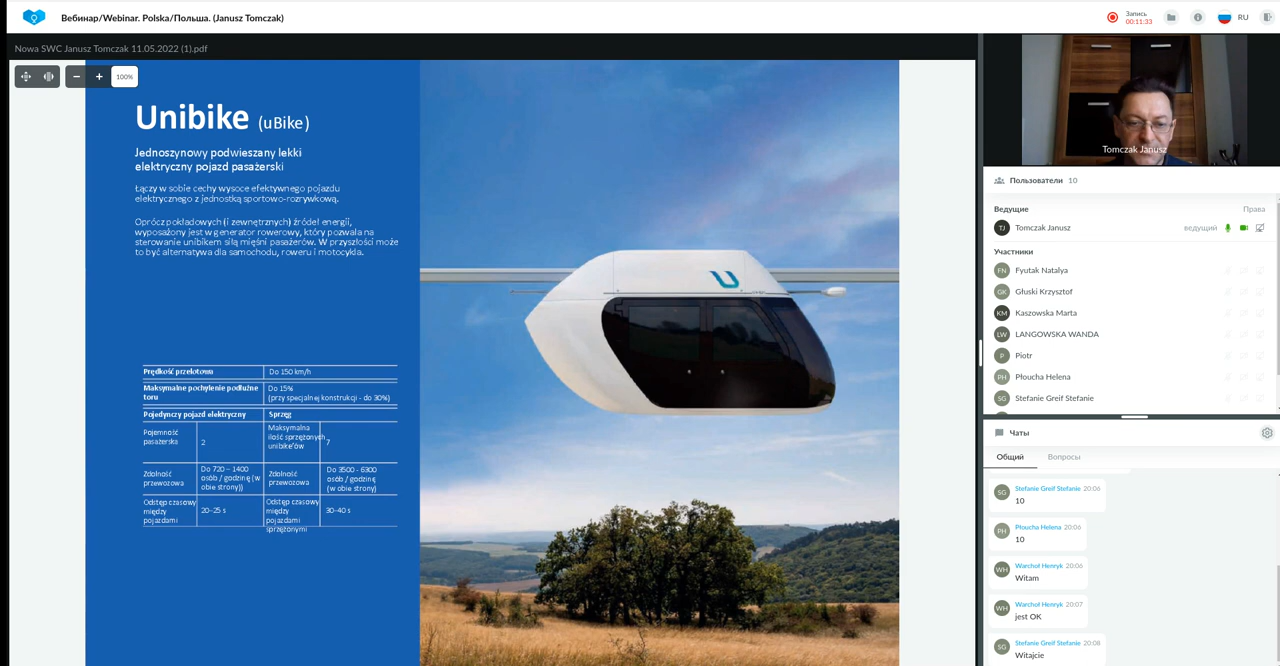 Вебинар/Webinar. Polska/Польша. (Janusz Tomczak)
Запись
00:11:33
RU
Nowa SWC Janusz Tomczak 11.05.2022 (1).pdf
100%
Unibike (uBike)
Jednoszynowy podwieszany lekki
elektryczny pojazd pasażerski
Łączy w sobie cechy wysoce efektywnego pojazdu
elektrycznego z jednostką sportowo-rozrywkową.
Oprócz pokładowych (i zewnętrznych) źródeł energii,
wyposażony jest w generator rowerowy, który pozwala na
sterowanie unibikem siłą mięśni pasażerów. W przyszłości może
to być alternatywa dla samochodu, roweru i motocykla.
Prędkość przelotowa
Do 150 km/h
Maksymalne pochylenie podłużne
toru
Do 15%
(przy specjalnej konstrukcji - do 30%)
Pojedynczy pojazd elektryczny
Sprzęg
Pojemność
pasażerska
2
Maksymalna
ilość sprzężonych
unibike'ów
7
Zdolność
przewozowa
Do 720 – 1400
osób / godzinę (w
obie strony))
Zdolność
przewozowa
Do 3500 - 6300
osób / godzinę
(w obie strony)
Odstęp czasowy
między
pojazdami
20-25 s
Odstęp czasowy
między
pojazdami
sprzężonymi
30-40 s
Tomczak Janusz
Пользователи 10
Ведущие
Права
TJ
Tomczak Janusz
ведущий
Участники
FN
Fyutak Natalya
GK
Głuski Krzysztof
KM
Kaszowska Marta
LW
LANGOWSKA WANDA
P
Piotr
PH
Płoucha Helena
SG
Stefanie Greif Stefanie
Чаты
Общий
Вопросы
SG
Stefanie Greif Stefanie 20:06
10
PH
Płoucha Helena 20:06
10
WH
Warchoł Henryk 20:06
Witam
WH
Warchoł Henryk 20:07
jest OK
SG
Stefanie Greif Stefanie 20:08
Witajcie